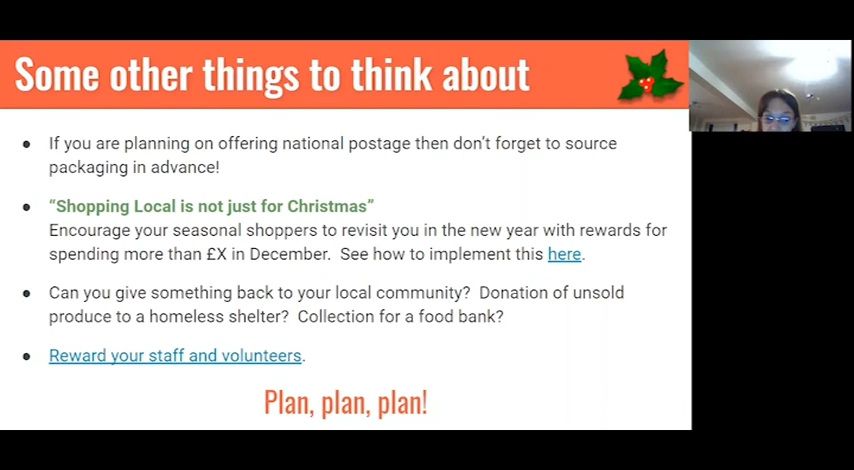 Some other things to think about
● If you are planning on offering national postage then don't forget to source
packaging in advance!
● “Shopping Local is not just for Christmas”
Encourage your seasonal shoppers to revisit you in the new year with rewards for
spending more than £X in December. See how to implement this here.
● Can you give something back to your local community? Donation of unsold
produce to a homeless shelter? Collection for a food bank?
● Reward your staff and volunteers.
Plan, plan, plan!